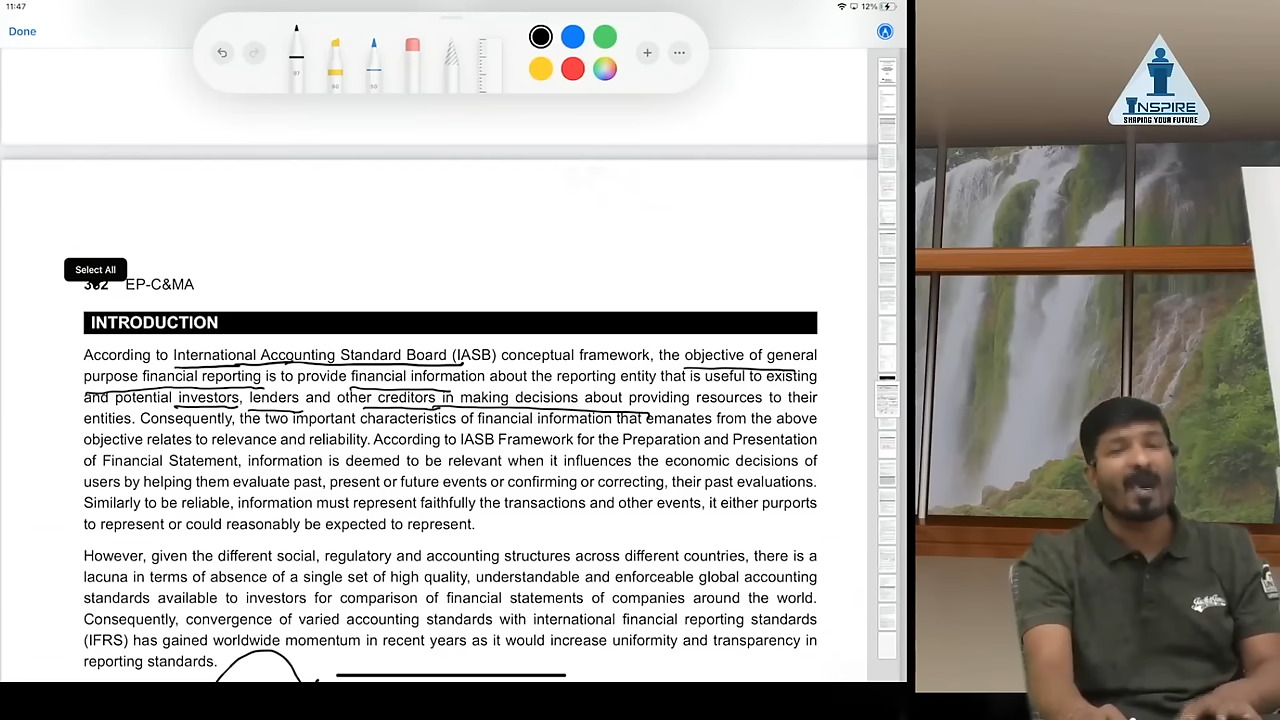 11:47
12%
Done
97
80
50
Select All
382 EP-C&MA
INTRODUCTION
According to International Accounting Standard Board (IASB) conceptual framework, the objective of general
purpose financial reporting is to provide financial information about the reporting entity that is useful to existing
and potential investors, lenders and other creditors in making decisions about providing resources to their
entities. Consequently, the two important characteristics of financial information that emanates from the above
objective relates to relevance and reliability. According to IASB Framework for the Preparation and Presentation
of Financial Statement, information is deemed to be relevant when it influences the economic decisions of
users by helping them evaluate past, present or future events or confirming or correcting, their past evaluations.
Similarly to be reliable, information must represent faithfully the transactions and other events, it either purports
to represent or could reasonably be expected to represent.
However, given the different social, regulatory and accounting structures across different countries, there is a
lacuna in term of absence of a single set of high quality, understandable and enforceable global accounting
standards available to investors for comparison of financial statements of companies around the world.
Consequently, convergence of varied accounting standards with international financial reporting standards
(IFRS) has gained worldwide momentum in recent years as it would increase uniformity and transparency in
reporting standards.
INSPIRE
SHAPING YOUR FUTURE